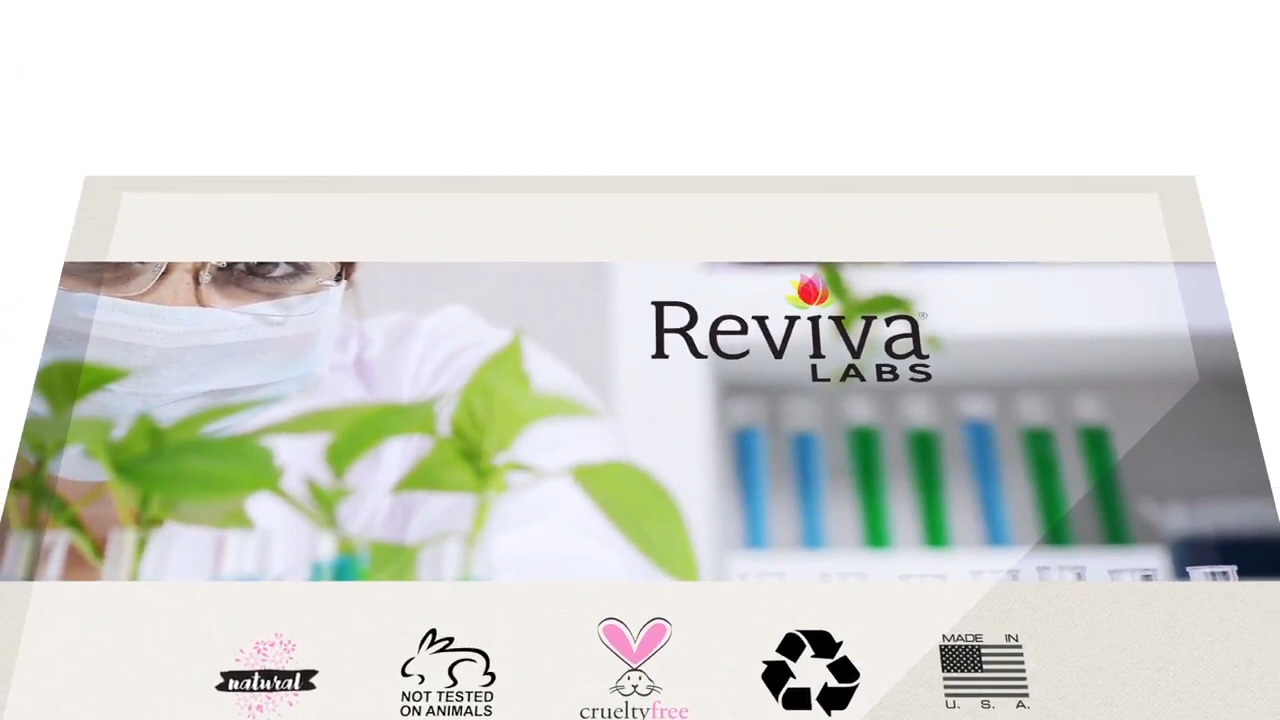 Reviva®
LABS
natural
NOT TESTED
ON ANIMALS
crueltyfree
MADE IN
U. S. A.